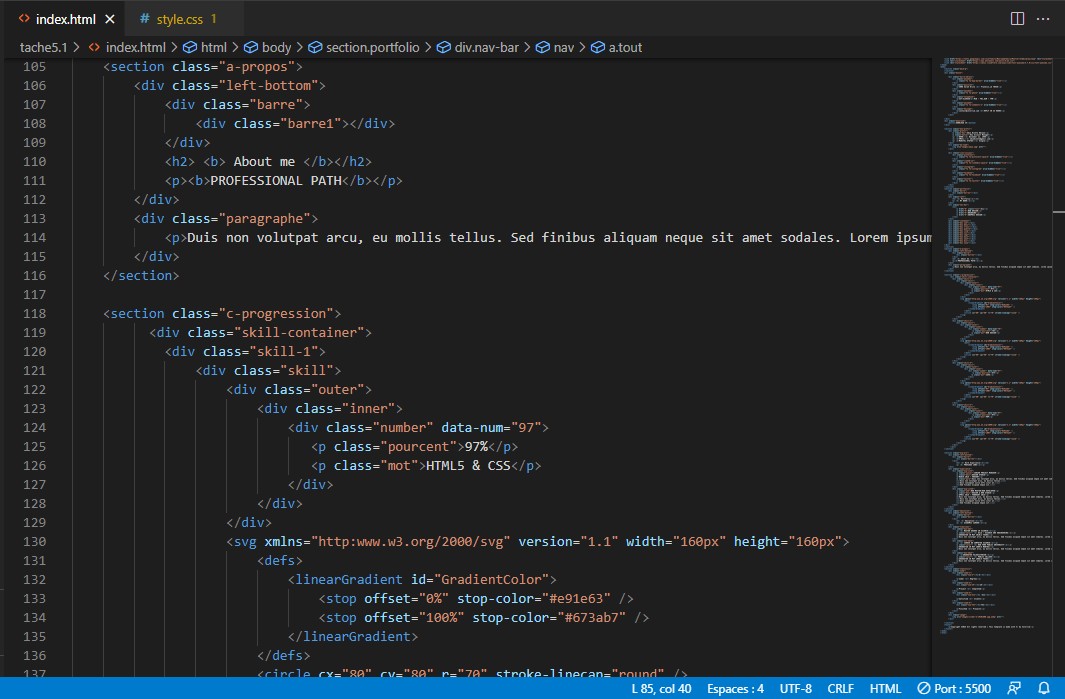 index.html
style.css 1
tache5.1 > index.html > html > body > section.portfolio > div.nav-bar > nav > a.tout
105 <section class="a-propos">
106 <div class="left-bottom">
107 <div class="barre">
108 <div class="barre1"></div>
109 </div>
110 <h2> <b> About me </b></h2>
111 <p><b>PROFESSIONAL PATH</b></p>
112 </div>
113 <div class="paragraphe">
114 <p>Duis non volutpat arcu, eu mollis tellus. Sed finibus aliquam neque sit amet sodales. Lorem ipsum
115 </div>
116 </section>
117
118 <section class="c-progression">
119 <div class="skill-container">
120 <div class="skill-1">
121 <div class="skill">
122 <div class="outer">
123 <div class="inner">
124 <div class="number" data-num="97">
125 <p class="pourcent">97%</p>
126 <p class="mot">HTML5 & CSS</p>
127 </div>
128 </div>
129 </div>
130 <svg xmlns="http:www.w3.org/2000/svg" version="1.1" width="160px" height="160px">
131 <defs>
132 <linearGradient id="GradientColor">
133 <stop offset="0%" stop-color="#e91e63" />
134 <stop offset="100%" stop-color="#673ab7" />
135 </linearGradient>
136 </defs>
137 <circle cx="80" cy="80" r="70" stroke-linecap="round" />
L 85, col 40 Espaces : 4 UTF-8 CRLF HTML Port : 5500